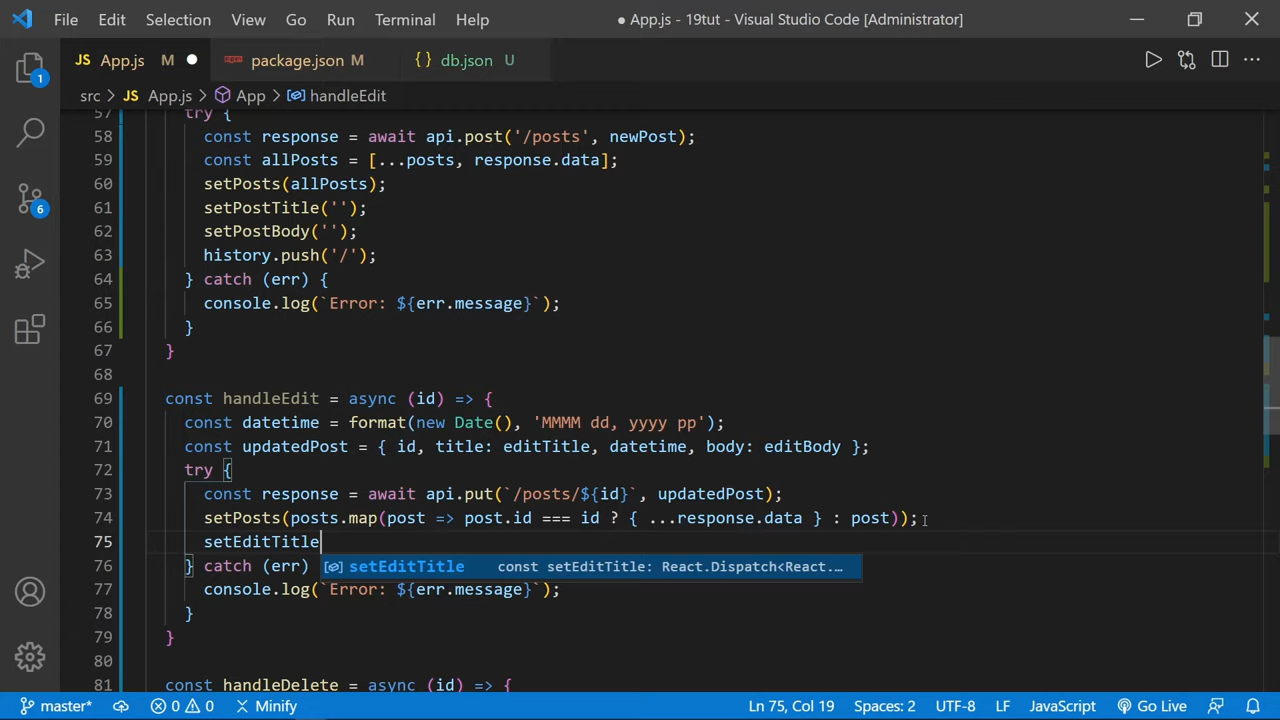 File Edit Selection View Go Run Terminal Help ● App.js - 19tut - Visual Studio Code [Administrator]
JS App.js M ● package.json M {} db.json U
src > JS App.js > App > handleEdit
57 try {
58 const response = await api.post('/posts', newPost);
59 const allPosts = [...posts, response.data];
60 setPosts(allPosts);
61 setPostTitle('');
62 setPostBody('');
63 history.push('/');
64 } catch (err) {
65 console.log(`Error: ${err.message}`);
66 }
67 }
68
69 const handleEdit = async (id) => {
70 const datetime = format(new Date(), 'MMMM dd, yyyy pp');
71 const updatedPost = { id, title: editTitle, datetime, body: editBody };
72 try {
73 const response = await api.put(`/posts/${id}`, updatedPost);
74 setPosts(posts.map(post => post.id === id ? { ...response.data } : post));
75 setEditTitle
76 } catch (err) setEditTitle const setEditTitle: React.Dispatch<React....
77 console.log(`Error: ${err.message}`);
78 }
79 }
80
81 const handleDelete = async (id) => {
1
6
master* 0 0 Minify Ln 75, Col 19 Spaces: 2 UTF-8 LF JavaScript Go Live